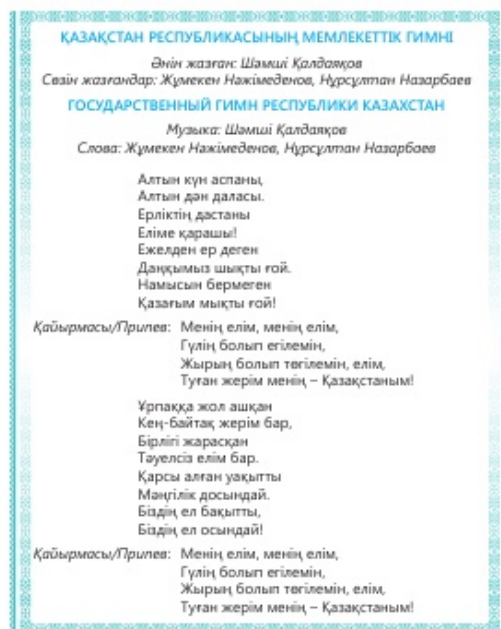 ҚАЗАҚСТАН РЕСПУБЛИКАСЫНЫҢ МЕМЛЕКЕТТІК ГИМНІ
Әнін жазған: Шәмші Қалдаяқов
Сөзін жазғандар: Жұмекен Нәжімеденов, Нұрсұлтан Назарбаев
ГОСУДАРСТВЕННЫЙ ГИМН РЕСПУБЛИКИ КАЗАХСТАН
Музыка: Шәмші Қалдаяқов
Слова: Жұмекен Нәжімеденов, Нұрсұлтан Назарбаев
Алтын күн аспаны,
Алтын дән даласы.
Ерліктің дастаны
Еліме қарашы!
Ежелден ер деген
Даңқымыз шықты ғой.
Намысын бермеген
Қазағым мықты ғой!
Қайырмасы/Припев: Менің елім, менің елім,
Гүлің болып егілемін,
Жырың болып төгілемін, елім,
Туған жерім менің – Қазақстаным!
Ұрпаққа жол ашқан
Кең-байтақ жерім бар,
Бірлігі жарасқан
Тәуелсіз елім бар.
Қарсы алған уақытты
Мәңгілік досындай.
Біздің ел бақытты,
Біздің ел осындай!
Қайырмасы/Припев: Менің елім, менің елім,
Гүлің болып егілемін,
Жырың болып төгілемін, елім,
Туған жерім менің – Қазақстаным!